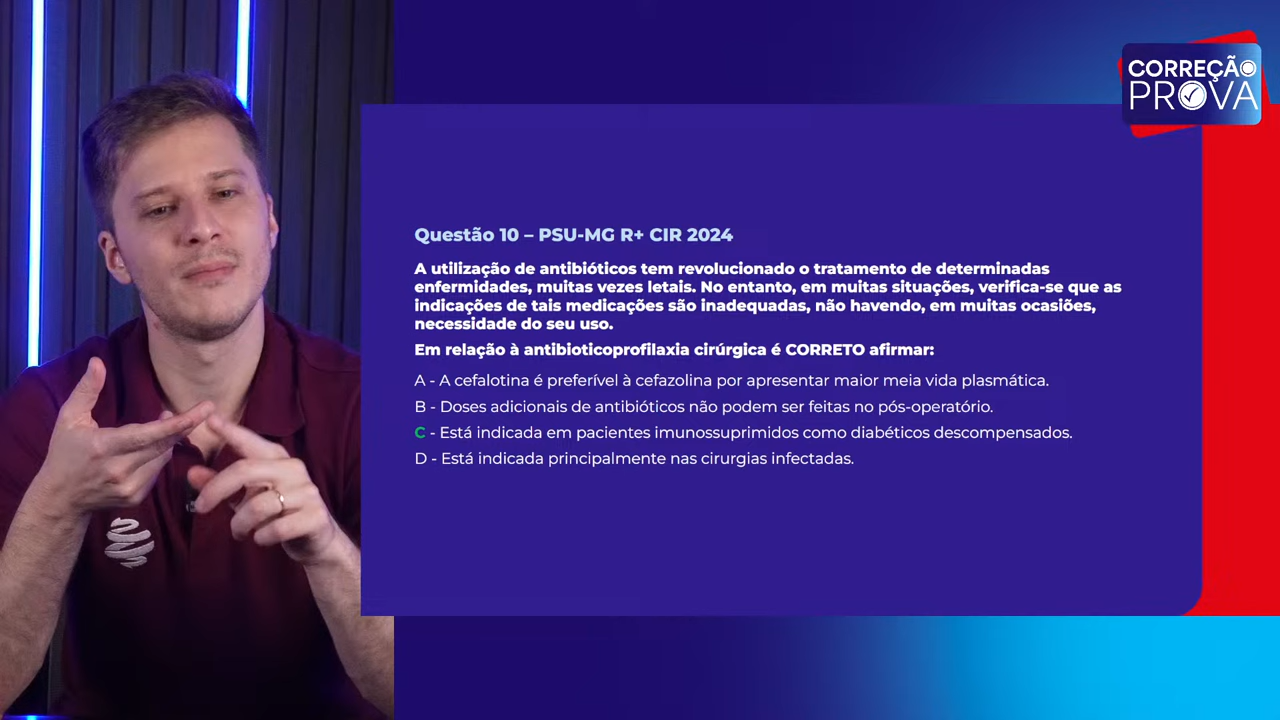 CORREÇÃO
PROVA
Questão 10 – PSU-MG R+ CIR 2024
A utilização de antibióticos tem revolucionado o tratamento de determinadas
enfermidades, muitas vezes letais. No entanto, em muitas situações, verifica-se que as
indicações de tais medicações são inadequadas, não havendo, em muitas ocasiões,
necessidade do seu uso.
Em relação à antibioticoprofilaxia cirúrgica é CORRETO afirmar:
A - A cefalotina é preferível à cefazolina por apresentar maior meia vida plasmática.
B - Doses adicionais de antibióticos não podem ser feitas no pós-operatório.
C - Está indicada em pacientes imunossuprimidos como diabéticos descompensados.
D - Está indicada principalmente nas cirurgias infectadas.